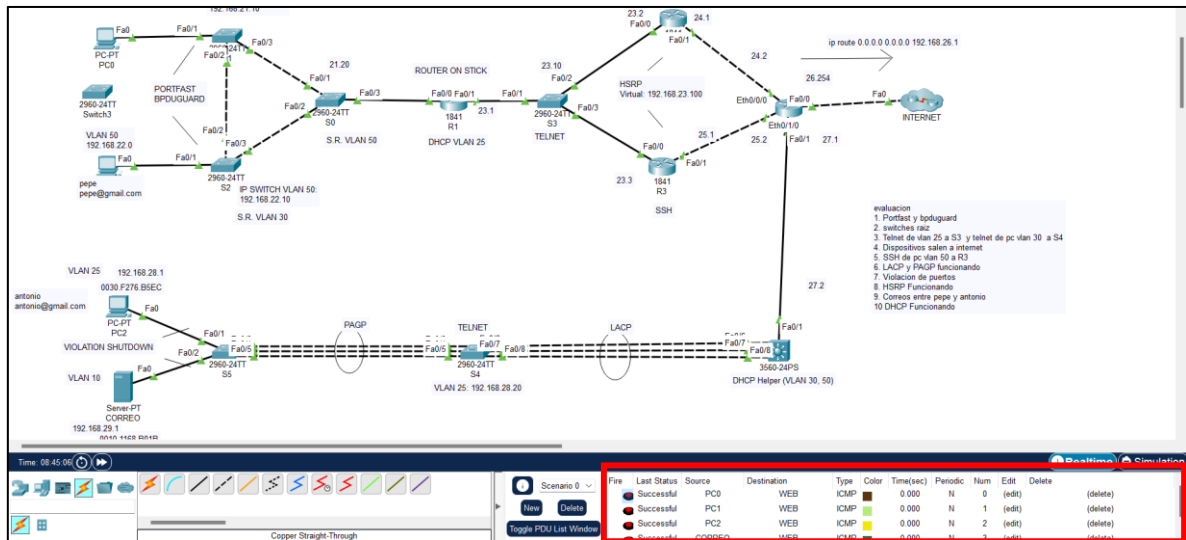 192.168.21.10
Fa0
Fa0/1
PC-PT
PC0
Fa0/3
Fa0/2
2960-24TT
Switch3
PORTFAST
BPDUGUARD
VLAN 50
192.168.22.0
Fa0
Fa0/1
Fa0/2
Fa0/3
pepe
pepe@gmail.com
2960-24TT
S2
IP SWITCH VLAN 50:
192.168.22.10
S.R. VLAN 30
21.20
Fa0/1
Fa0/2
Fa0/3
2960-24TT
S0
S.R. VLAN 50
ROUTER ON STICK
Fa0/0
Fa0/1
23.1
1841
R1
DHCP VLAN 25
23.10
Fa0/1
Fa0/2
Fa0/3
2960-24TT
S3
TELNET
23.2
Fa0/0
1841
Fa0/1
24.1
HSRP
Virtual: 192.168.23.100
Fa0/0
Fa0/1
25.1
23.3
1841
R3
SSH
24.2
ip route 0.0.0.0 0.0.0.0 192.168.26.1
26.254
Eth0/0/0
Fa0/0
Eth0/1/0
25.2
Fa0/1
27.1
Fa0
INTERNET
evaluacion
1. Portfast y bpduguard
2. switches raiz
3. Telnet de vlan 25 a S3 y telnet de pc vlan 30 a S4
4. Dispositivos salen a internet
5. SSH de pc vlan 50 a R3
6. LACP y PAGP funcionando
7. Violacion de puertos
8. HSRP Funcionando
9. Correos entre pepe y antonio
10 DHCP Funcionando
VLAN 25
192.168.28.1
0030.F276.B5EC
antonio
antonio@gmail.com
Fa0
PC-PT
PC2
Fa0/1
VIOLATION SHUTDOWN
Fa0/2
Fa0/5
VLAN 10
Fa0
2960-24TT
S5
Server-PT
CORREO
192.168.29.1
0010.1168.B01B
PAGP
TELNET
Fa0/5
Fa0/7
Fa0/8
2960-24TT
S4
VLAN 25: 192.168.28.20
LACP
27.2
Fa0/1
Fa0/7
Fa0/8
3560-24PS
DHCP Helper (VLAN 30, 50)
Time: 08:45:06
Realtime
Simulation
Scenario 0
New
Delete
Toggle PDU List Window
Copper Straight-Through
Fire Last Status Source Destination Type Color Time(sec) Periodic Num Edit Delete
Successful PC0 WEB ICMP 0.000 N 0 (edit) (delete)
Successful PC1 WEB ICMP 0.000 N 1 (edit) (delete)
Successful PC2 WEB ICMP 0.000 N 2 (edit) (delete)
Successful CORREO WEB ICMP 0.000 N 3 (edit) (delete)